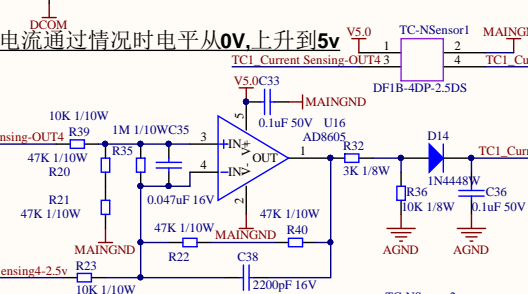 DCOM
电流通过情况时电平从0V,上升到5v
V5.0
TC-NSensor1
MAING
1
2
TC1_Current Sensing-OUT4
3
4
TC1_Cu
DF1B-4DP-2.5DS
V5.0
C33
MAINGND
0.1uF 50V
U16
AD8605
10K 1/10W
1M 1/10W
C35
nsing-OUT4
R39
3
5
+IN
V+
OUT
1
4
-IN
V-
2
47K 1/10W
R20
R35
R32
3K 1/8W
D14
TC1_Curr
1N4448W
R21
47K 1/10W
0.047uF 16V
R36
10K 1/8W
C36
0.1uF 50V
MAINGND
47K 1/10W
R22
MAINGND
47K 1/10W
R40
AGND
AGND
ensing4-2.5v
R23
10K 1/10W
C38
2200pF 16V